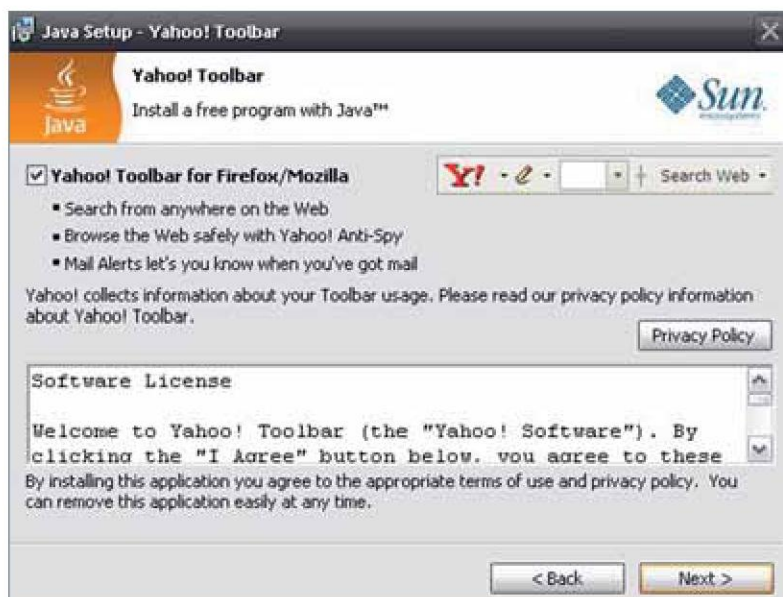 Java Setup - Yahoo! Toolbar
Yahoo! Toolbar
Install a free program with Java™
Java
Sun
microsystems
Yahoo! Toolbar for Firefox/Mozilla
Y!
Search Web
Search from anywhere on the Web
Browse the Web safely with Yahoo! Anti-Spy
Mail Alerts let's you know when you've got mail
Yahoo! collects information about your Toolbar usage. Please read our privacy policy information
about Yahoo! Toolbar.
Privacy Policy
Software License
Welcome to Yahoo! Toolbar (the "Yahoo! Software"). By
clicking the "I Agree" button below, you agree to these
By installing this application you agree to the appropriate terms of use and privacy policy. You
can remove this application easily at any time.
< Back
Next >